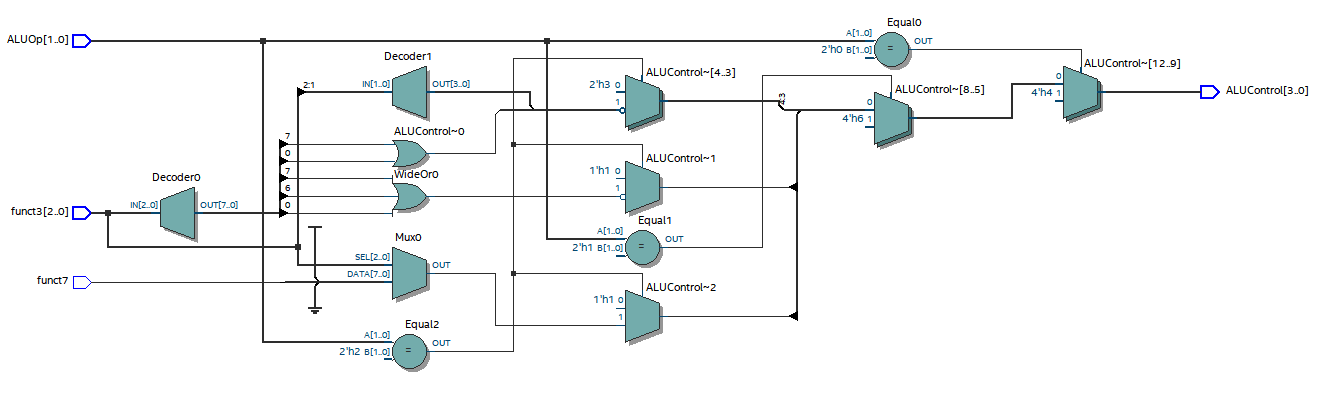 Equal0
ALUOp[1..0]
A[1..0]
OUT
2'h0 B[1..0]
=
Decoder1
ALUControl~[12..9]
ALUControl~[4..3]
0
2:1
IN[1..0]
OUT[3..0]
2'h3 0
4'h4 1
ALUControl[3..0]
ALUControl~[8..5]
1
4:3
0
4'h6 1
ALUControl~0
7
0
ALUControl~1
7
WideOr0
1'h1 0
Decoder0
6
1
IN[2..0]
OUT[7..0]
funct3[2..0]
0
Equal1
A[1..0]
OUT
Mux0
2'h1 B[1..0]
=
SEL[2..0]
OUT
DATA[7..0]
funct7
ALUControl~2
1'h1 0
1
Equal2
A[1..0]
OUT
2'h2 B[1..0]
=